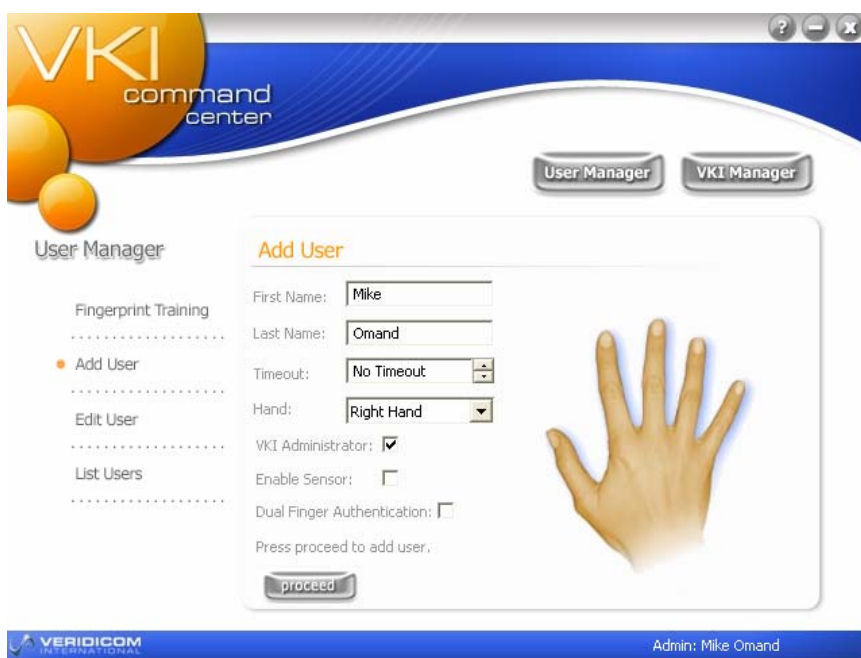 VKI
command
center
?
User Manager
VKI Manager
User Manager
Fingerprint Training
Add User
Edit User
List Users
Add User
First Name: Mike
Last Name: Omand
Timeout: No Timeout
Hand: Right Hand
VKI Administrator:
Enable Sensor:
Dual Finger Authentication:
Press proceed to add user.
proceed
VERIDICOM
INTERNATIONAL
Admin: Mike Omand